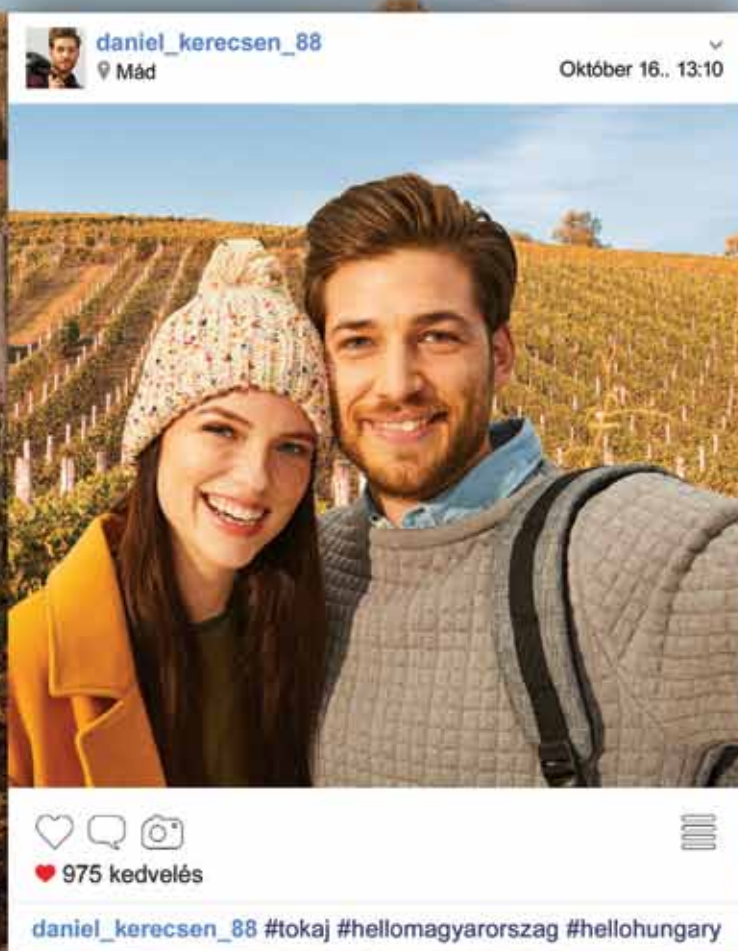 daniel_kerecsen_88
Mád
Október 16.. 13:10
975 kedvelés
daniel_kerecsen_88 #tokaj #hellomagyarorszag #hellohungary